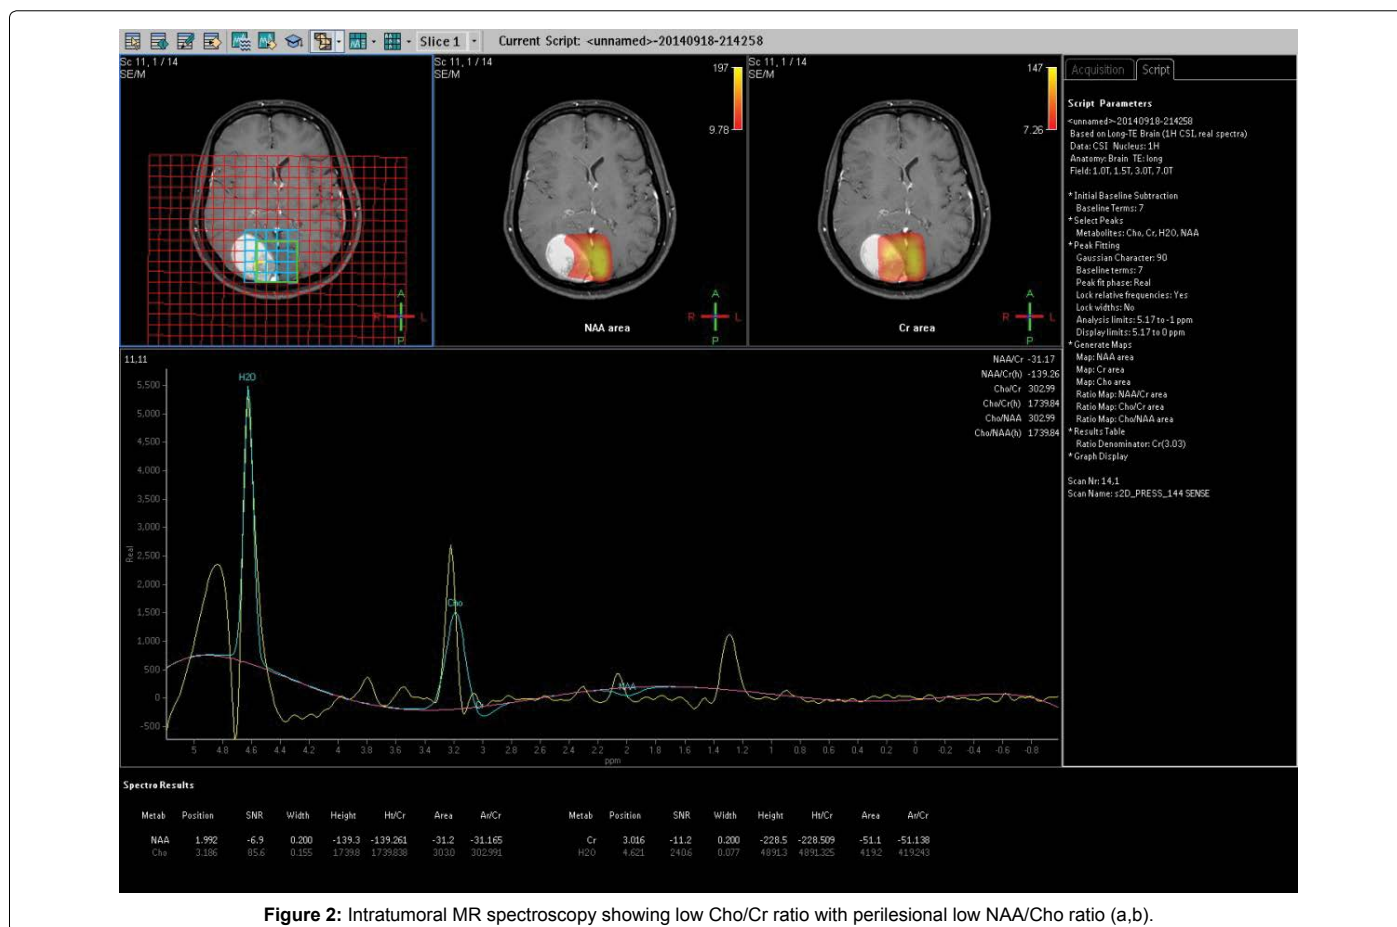 Slice 1
Current Script: <unnamed>-20140918-214258
Sc 11, 1 / 14
SE/M
A
R
L
P
Sc 11, 1 / 14
SE/M
197
9.78
A
R
L
P
NAA area
Sc 11, 1 / 14
SE/M
147
7.26
A
R
L
P
Cr area
Acquisition
Script
Script Parameters
<unnamed>-20140918-214258
Based on Long-TE Brain (1H CSI, real spectra)
Data: CSI Nucleus: 1H
Anatomy: Brain TE: long
Field: 1.0T, 1.5T, 3.0T, 7.0T
* Initial Baseline Subtraction
Baseline Terms: 7
* Select Peaks
Metabolites: Cho, Cr, H2O, NAA
* Peak Fitting
Gaussian Character: 90
Baseline terms: 7
Peak fit phase: Real
Lock relative frequencies: Yes
Lock widths: No
Analysis limits: 5.17 to -1 ppm
Display limits: 5.17 to 0 ppm
* Generate Maps
Map: NAA area
Map: Cr area
Map: Cho area
Ratio Map: NAA/Cr area
Ratio Map: Cho/Cr area
Ratio Map: Cho/NAA area
* Results Table
Ratio Denominator: Cr(3.03)
* Graph Display
Scan Nr: 14,1
Scan Name: s2D_PRESS_144 SENSE
11,11
NAA/Cr -31.17
NAA/Cr(h) -139.26
Cho/Cr 302.99
Cho/Cr(h) 1739.84
Cho/NAA 302.99
Cho/NAA(h) 1739.84
H2O
Cho
NAA
Real
5,500
5,000
4,500
4,000
3,500
3,000
2,500
2,000
1,500
1,000
500
0
-500
5 4.8 4.6 4.4 4.2 4 3.8 3.6 3.4 3.2 3 2.8 2.6 2.4 2.2 2 1.8 1.6 1.4 1.2 1 0.8 0.6 0.4 0.2 0 -0.2 -0.4 -0.6 -0.8
ppm
Spectro Results
Metab Position SNR Width Height Ht/Cr Area Ar/Cr Metab Position SNR Width Height Ht/Cr Area Ar/Cr
NAA 1.992 -6.9 0.200 -139.3 -139.261 -31.2 -31.165 Cr 3.016 -11.2 0.200 -228.5 -228.509 -51.1 -51.138
Cho 3.186 85.6 0.155 1739.8 1739.838 303.0 302.991 H2O 4.621 240.6 0.077 4891.3 4891.325 419.2 419.243
Figure 2: Intratumoral MR spectroscopy showing low Cho/Cr ratio with perilesional low NAA/Cho ratio (a,b).